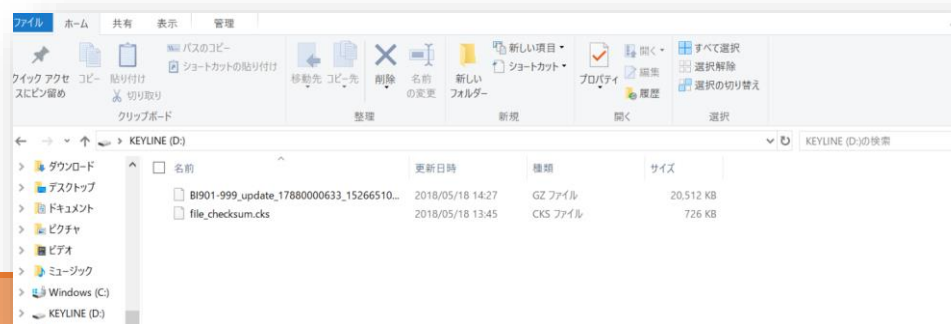 ファイル ホーム 共有 表示 管理
クイック アクセスにピン留め
コピー
貼り付け
パスのコピー
ショートカットの貼り付け
切り取り
クリップボード
移動先
コピー先
削除
名前の変更
整理
新しいフォルダー
新しい項目
ショートカット
新規
プロパティ
開く
編集
履歴
開く
すべて選択
選択解除
選択の切り替え
選択
KEYLINE (D:)
KEYLINE (D:)の検索
名前 更新日時 種類 サイズ
BI901-999_update_17880000633_15266510... 2018/05/18 14:27 GZ ファイル 20,512 KB
file_checksum.cks 2018/05/18 13:45 CKS ファイル 726 KB
ダウンロード
デスクトップ
ドキュメント
ピクチャ
ビデオ
ミュージック
Windows (C:)
KEYLINE (D:)